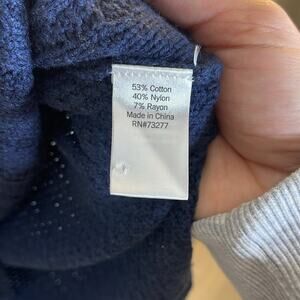 53% Cotton
40% Nylon
7% Rayon
Made in China
RN#73277